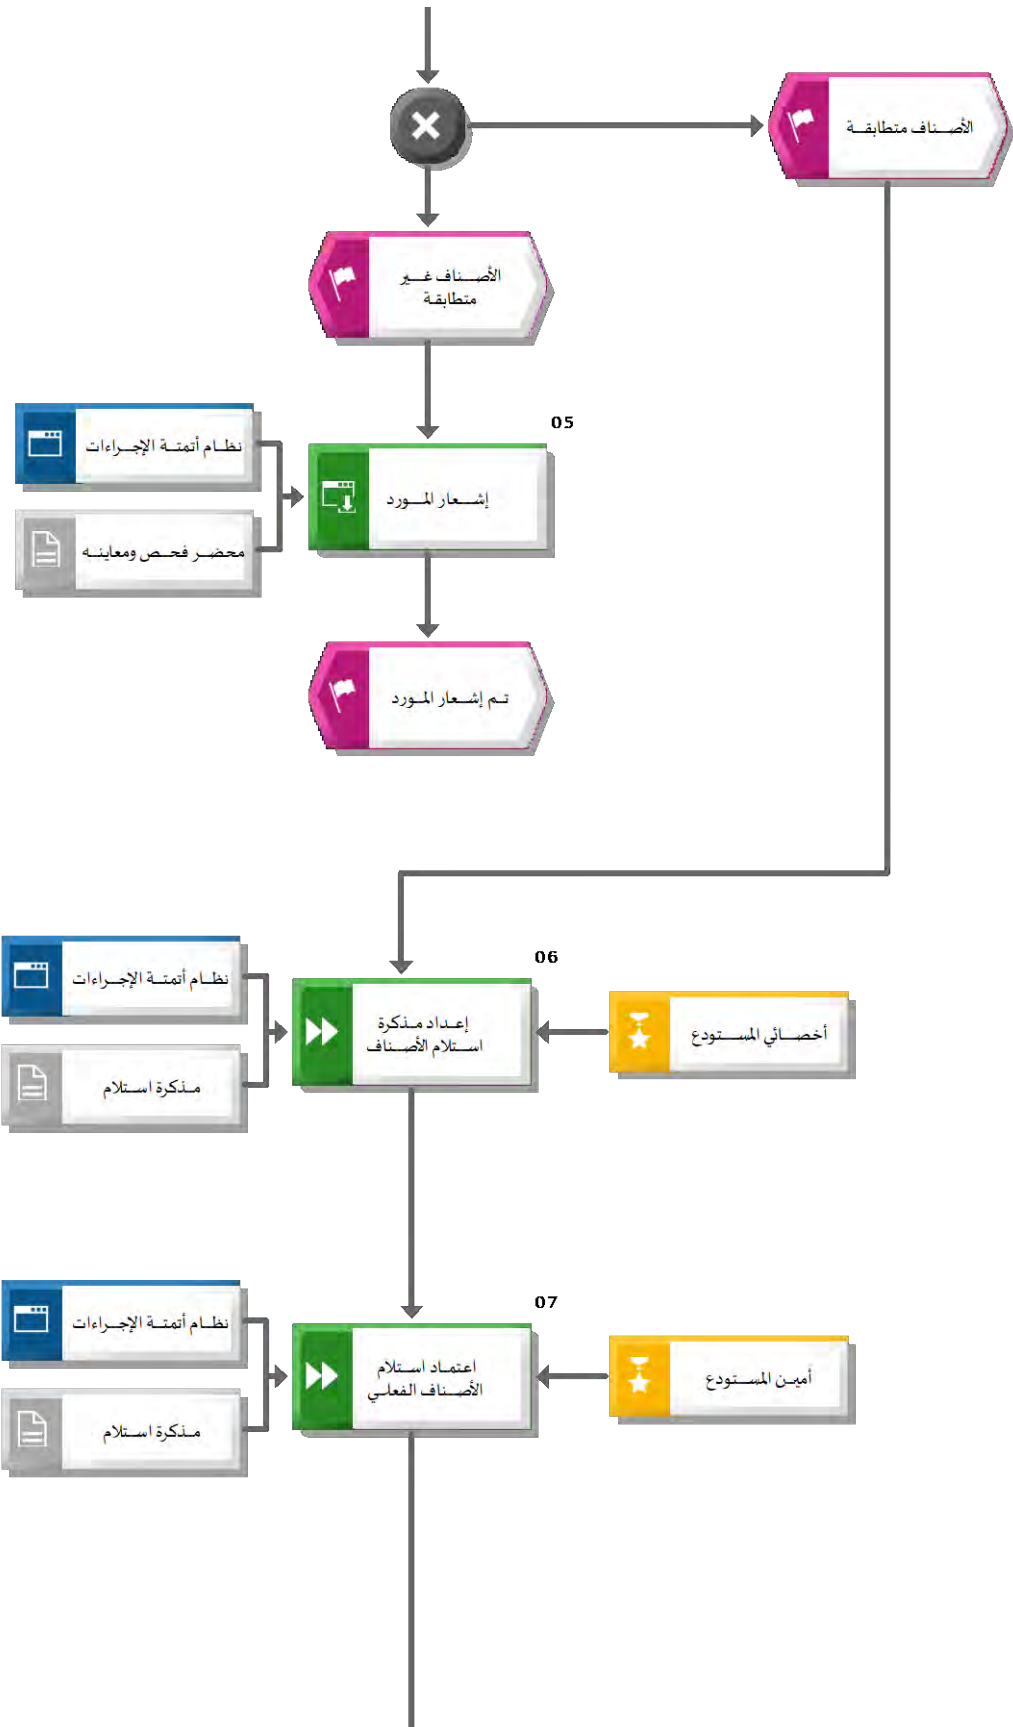 الأصناف متطابقة
الأصناف غير
متطابقة
05
نظام أتمتة الإجراءات
إشعار المورد
محضر فحص ومعاينه
تم إشعار المورد
06
نظام أتمتة الإجراءات
إعداد مذكرة
استلام الأصناف
أخصائي المستودع
مذكرة استلام
07
نظام أتمتة الإجراءات
اعتماد استلام
الأصناف الفعلي
أمين المستودع
مذكرة استلام